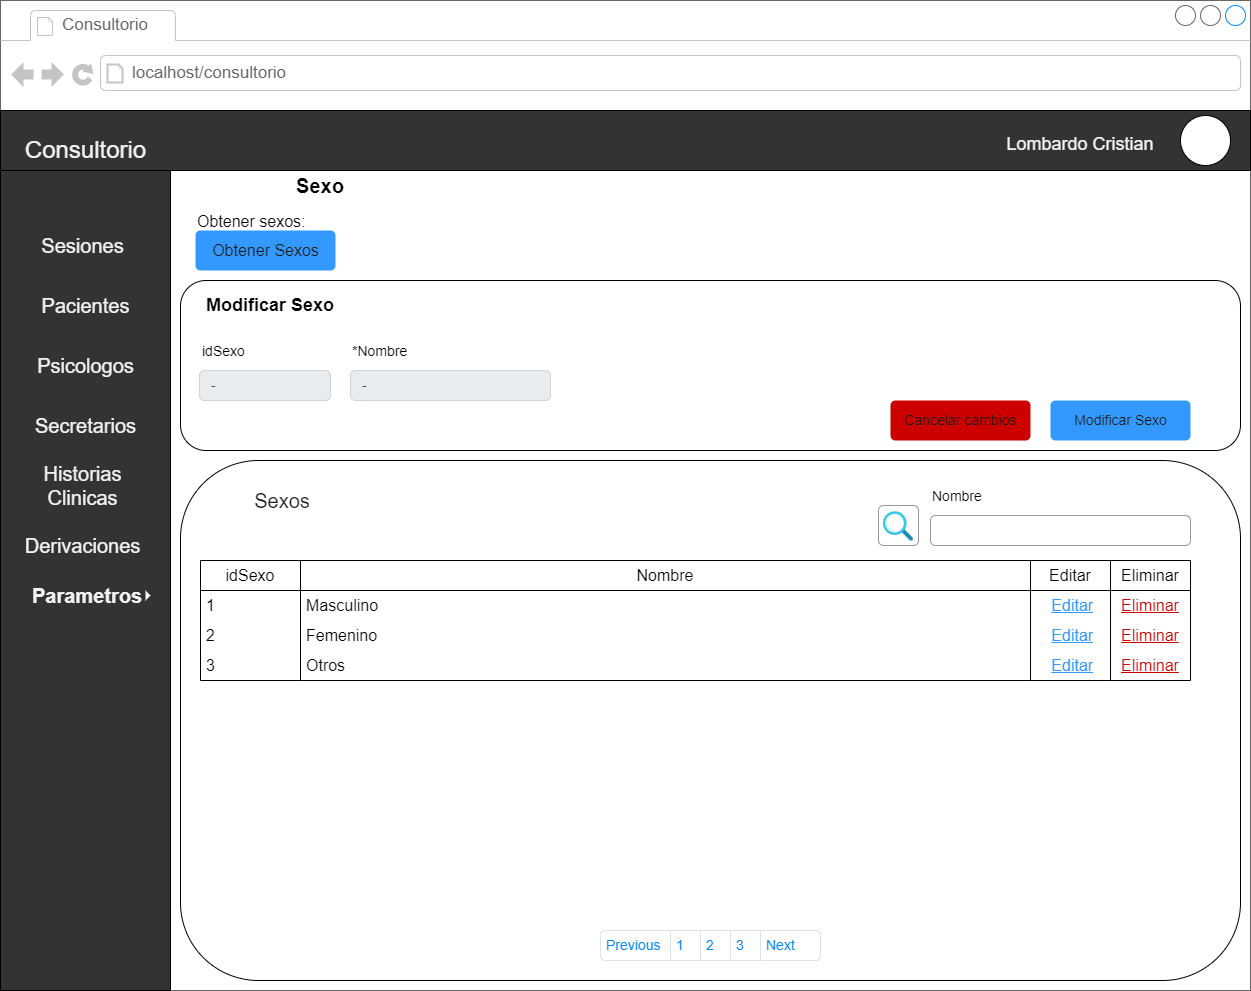 Consultorio
localhost/consultorio
Consultorio
Lombardo Cristian
Sesiones
Pacientes
Psicologos
Secretarios
Historias
Clinicas
Derivaciones
Parametros
Sexo
Obtener sexos:
Obtener Sexos
Modificar Sexo
idSexo *Nombre
- -
Cancelar cambios Modificar Sexo
Sexos
Nombre
idSexo Nombre Editar Eliminar
1 Masculino Editar Eliminar
2 Femenino Editar Eliminar
3 Otros Editar Eliminar
Previous 1 2 3 Next